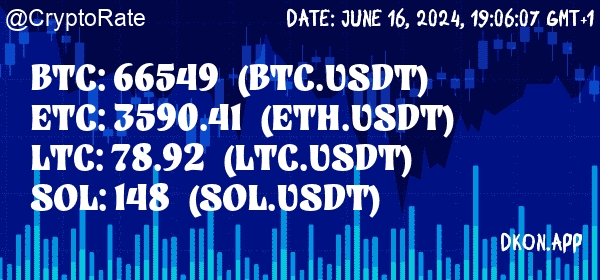 @CryptoRate
DATE: JUNE 16, 2024, 19:06:07 GMT+1
BTC: 66549 (BTC.USDT)
ETC: 3590.41 (ETH.USDT)
LTC: 78.92 (LTC.USDT)
SOL: 148 (SOL.USDT)
DKON.APP